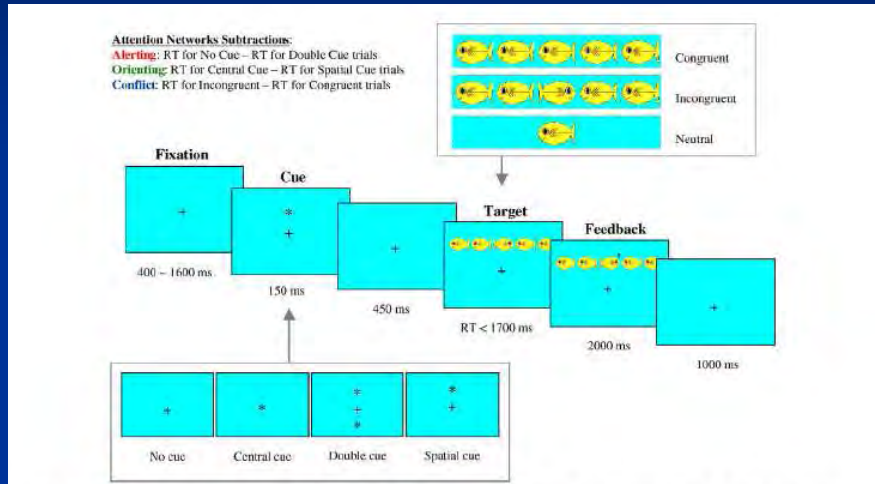 Attention Networks Subtractions:
Alerting: RT for No Cue – RT for Double Cue trials
Orienting: RT for Central Cue – RT for Spatial Cue trials
Conflict: RT for Incongruent – RT for Congruent trials
Congruent
Incongruent
Neutral
Fixation
Cue
Target
Feedback
400 – 1600 ms
150 ms
450 ms
RT < 1700 ms
2000 ms
1000 ms
No cue
Central cue
Double cue
Spatial cue